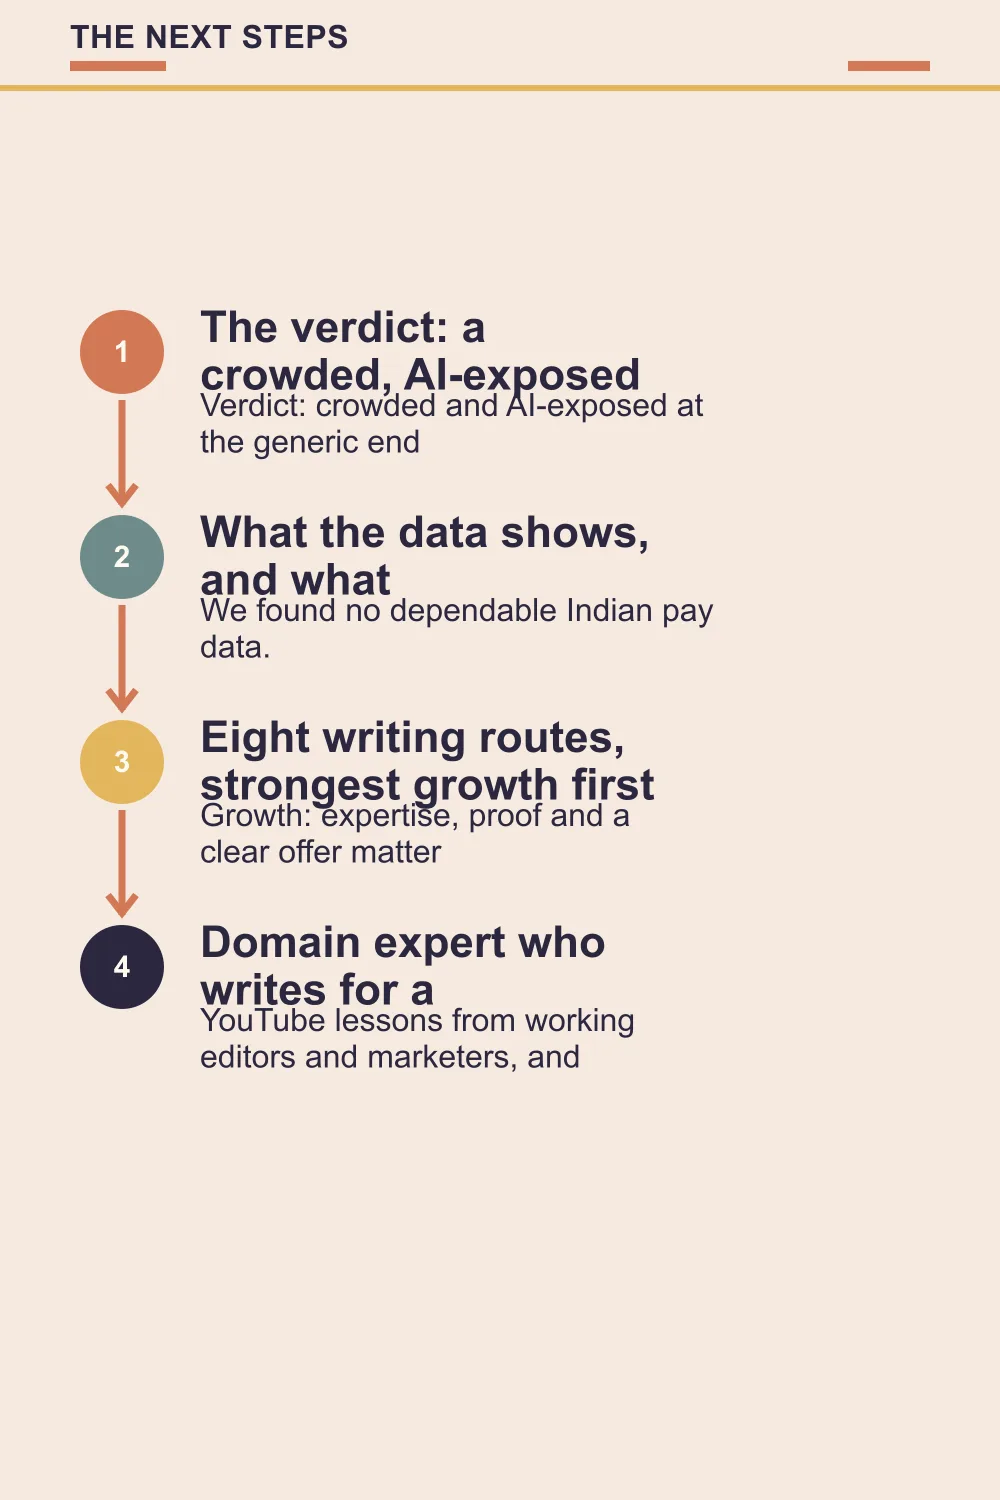 THE NEXT STEPS
1
The verdict: a
crowded, AI-exposed
Verdict: crowded and AI-exposed at
the generic end
2
What the data shows,
and what
We found no dependable Indian pay
data.
3
Eight writing routes,
strongest growth first
Growth: expertise, proof and a
clear offer matter
4
Domain expert who
writes for a
YouTube lessons from working
editors and marketers, and